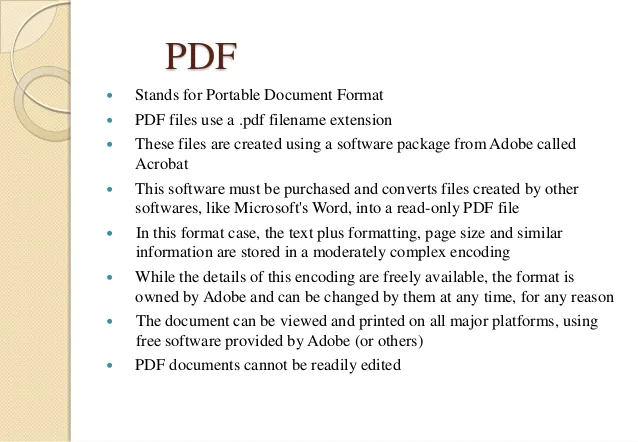 PDF
Stands for Portable Document Format
PDF files use a .pdf filename extension
These files are created using a software package from Adobe called
Acrobat
This software must be purchased and converts files created by other
softwares, like Microsoft's Word, into a read-only PDF file
In this format case, the text plus formatting, page size and similar
information are stored in a moderately complex encoding
While the details of this encoding are freely available, the format is
owned by Adobe and can be changed by them at any time, for any reason
The document can be viewed and printed on all major platforms, using
free software provided by Adobe (or others)
PDF documents cannot be readily edited